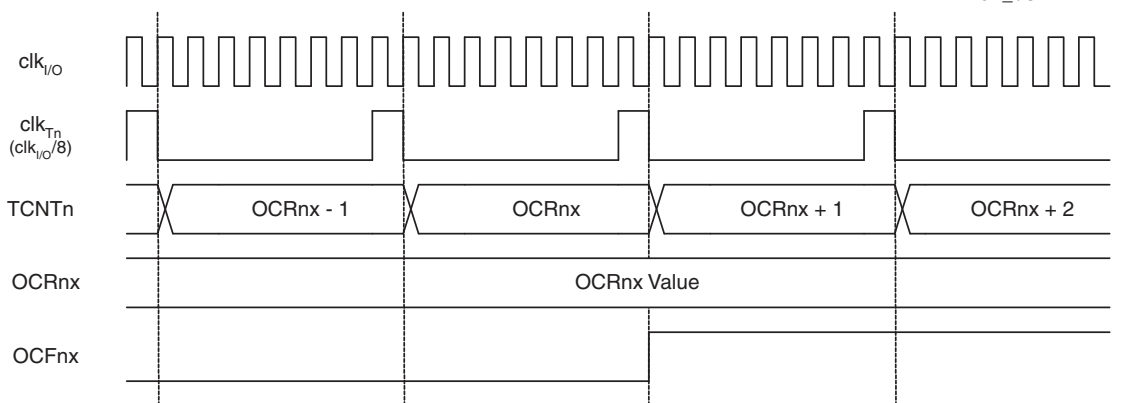 clkI/O
clkTn
(clkI/O/8)
TCNTn OCRnx - 1 OCRnx OCRnx + 1 OCRnx + 2
OCRnx OCRnx Value
OCFnx